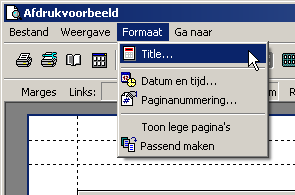 Afdrukvoorbeeld
Bestand Weergave Formaat Ga naar
Title...
Datum en tijd...
Paginanummering...
Toon lege pagina's
Passend maken
Marges Links: